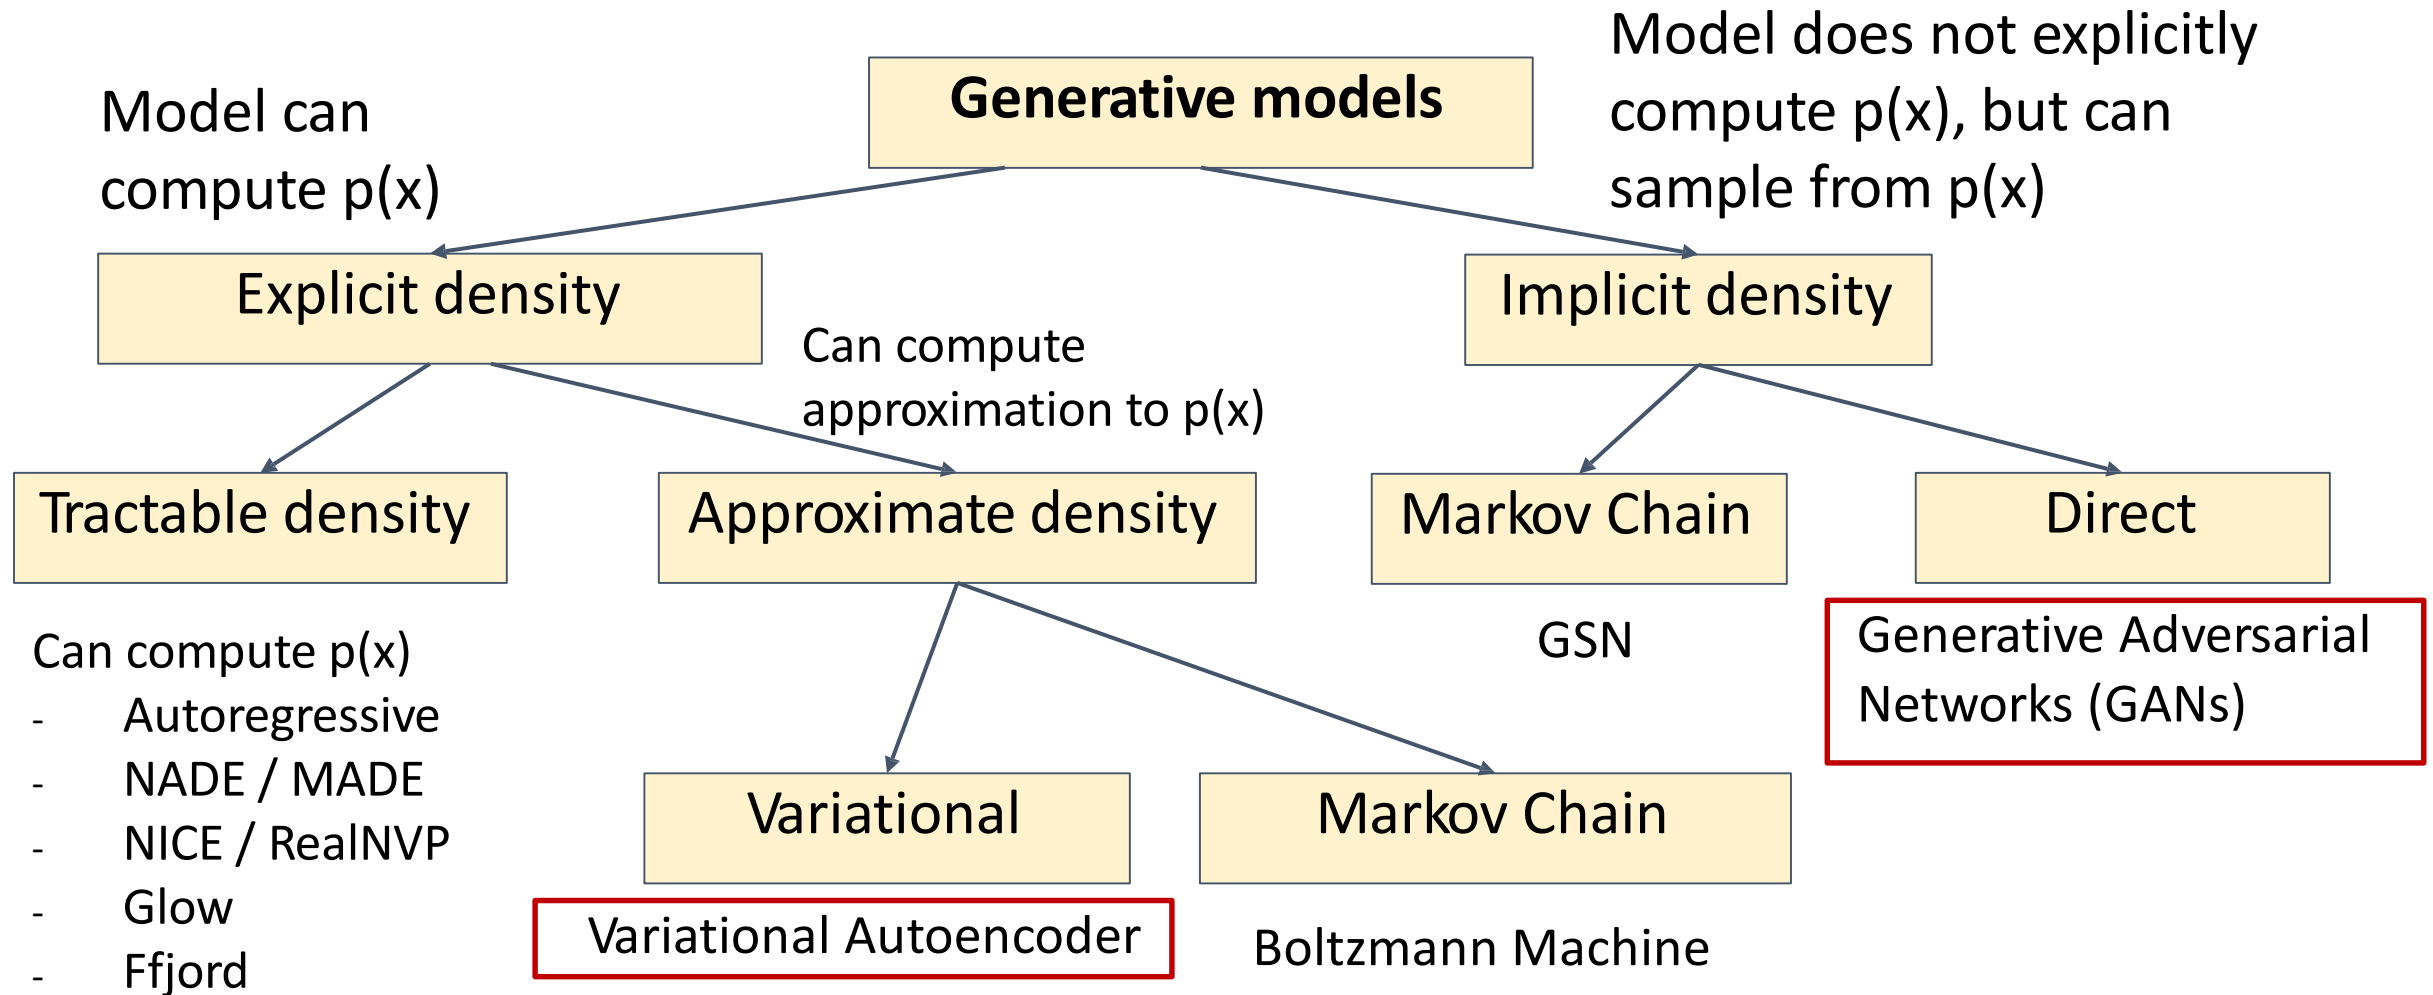 Generative models
Model can
compute p(x)
Model does not explicitly
compute p(x), but can
sample from p(x)
Explicit density
Implicit density
Can compute
approximation to p(x)
Tractable density
Approximate density
Markov Chain
Direct
Can compute p(x)
- Autoregressive
- NADE / MADE
- NICE / RealNVP
- Glow
- Ffjord
GSN
Generative Adversarial
Networks (GANs)
Variational
Markov Chain
Variational Autoencoder
Boltzmann Machine